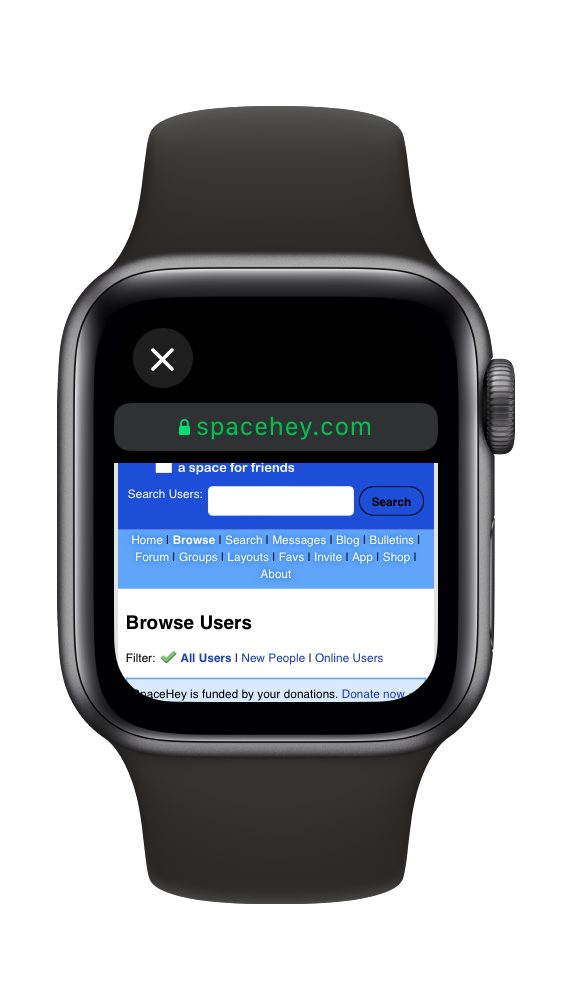 spacehey.com
a space for friends
Search Users:
Search
Home | Browse | Search | Messages | Blog | Bulletins |
Forum | Groups | Layouts | Favs | Invite | App | Shop |
About
Browse Users
Filter: All Users | New People | Online Users
SpaceHey is funded by your donations. Donate now